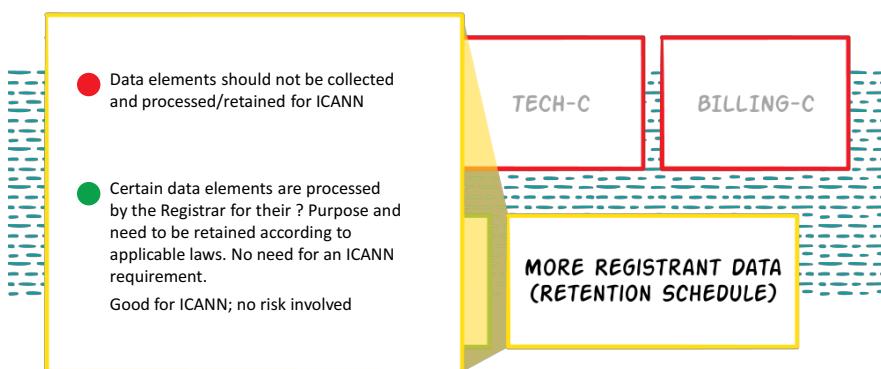 Data elements should not be collected
and processed/retained for ICANN
Certain data elements are processed
by the Registrar for their ? Purpose and
need to be retained according to
applicable laws. No need for an ICANN
requirement.
Good for ICANN; no risk involved
TECH-C
BILLING-C
MORE REGISTRANT DATA
(RETENTION SCHEDULE)